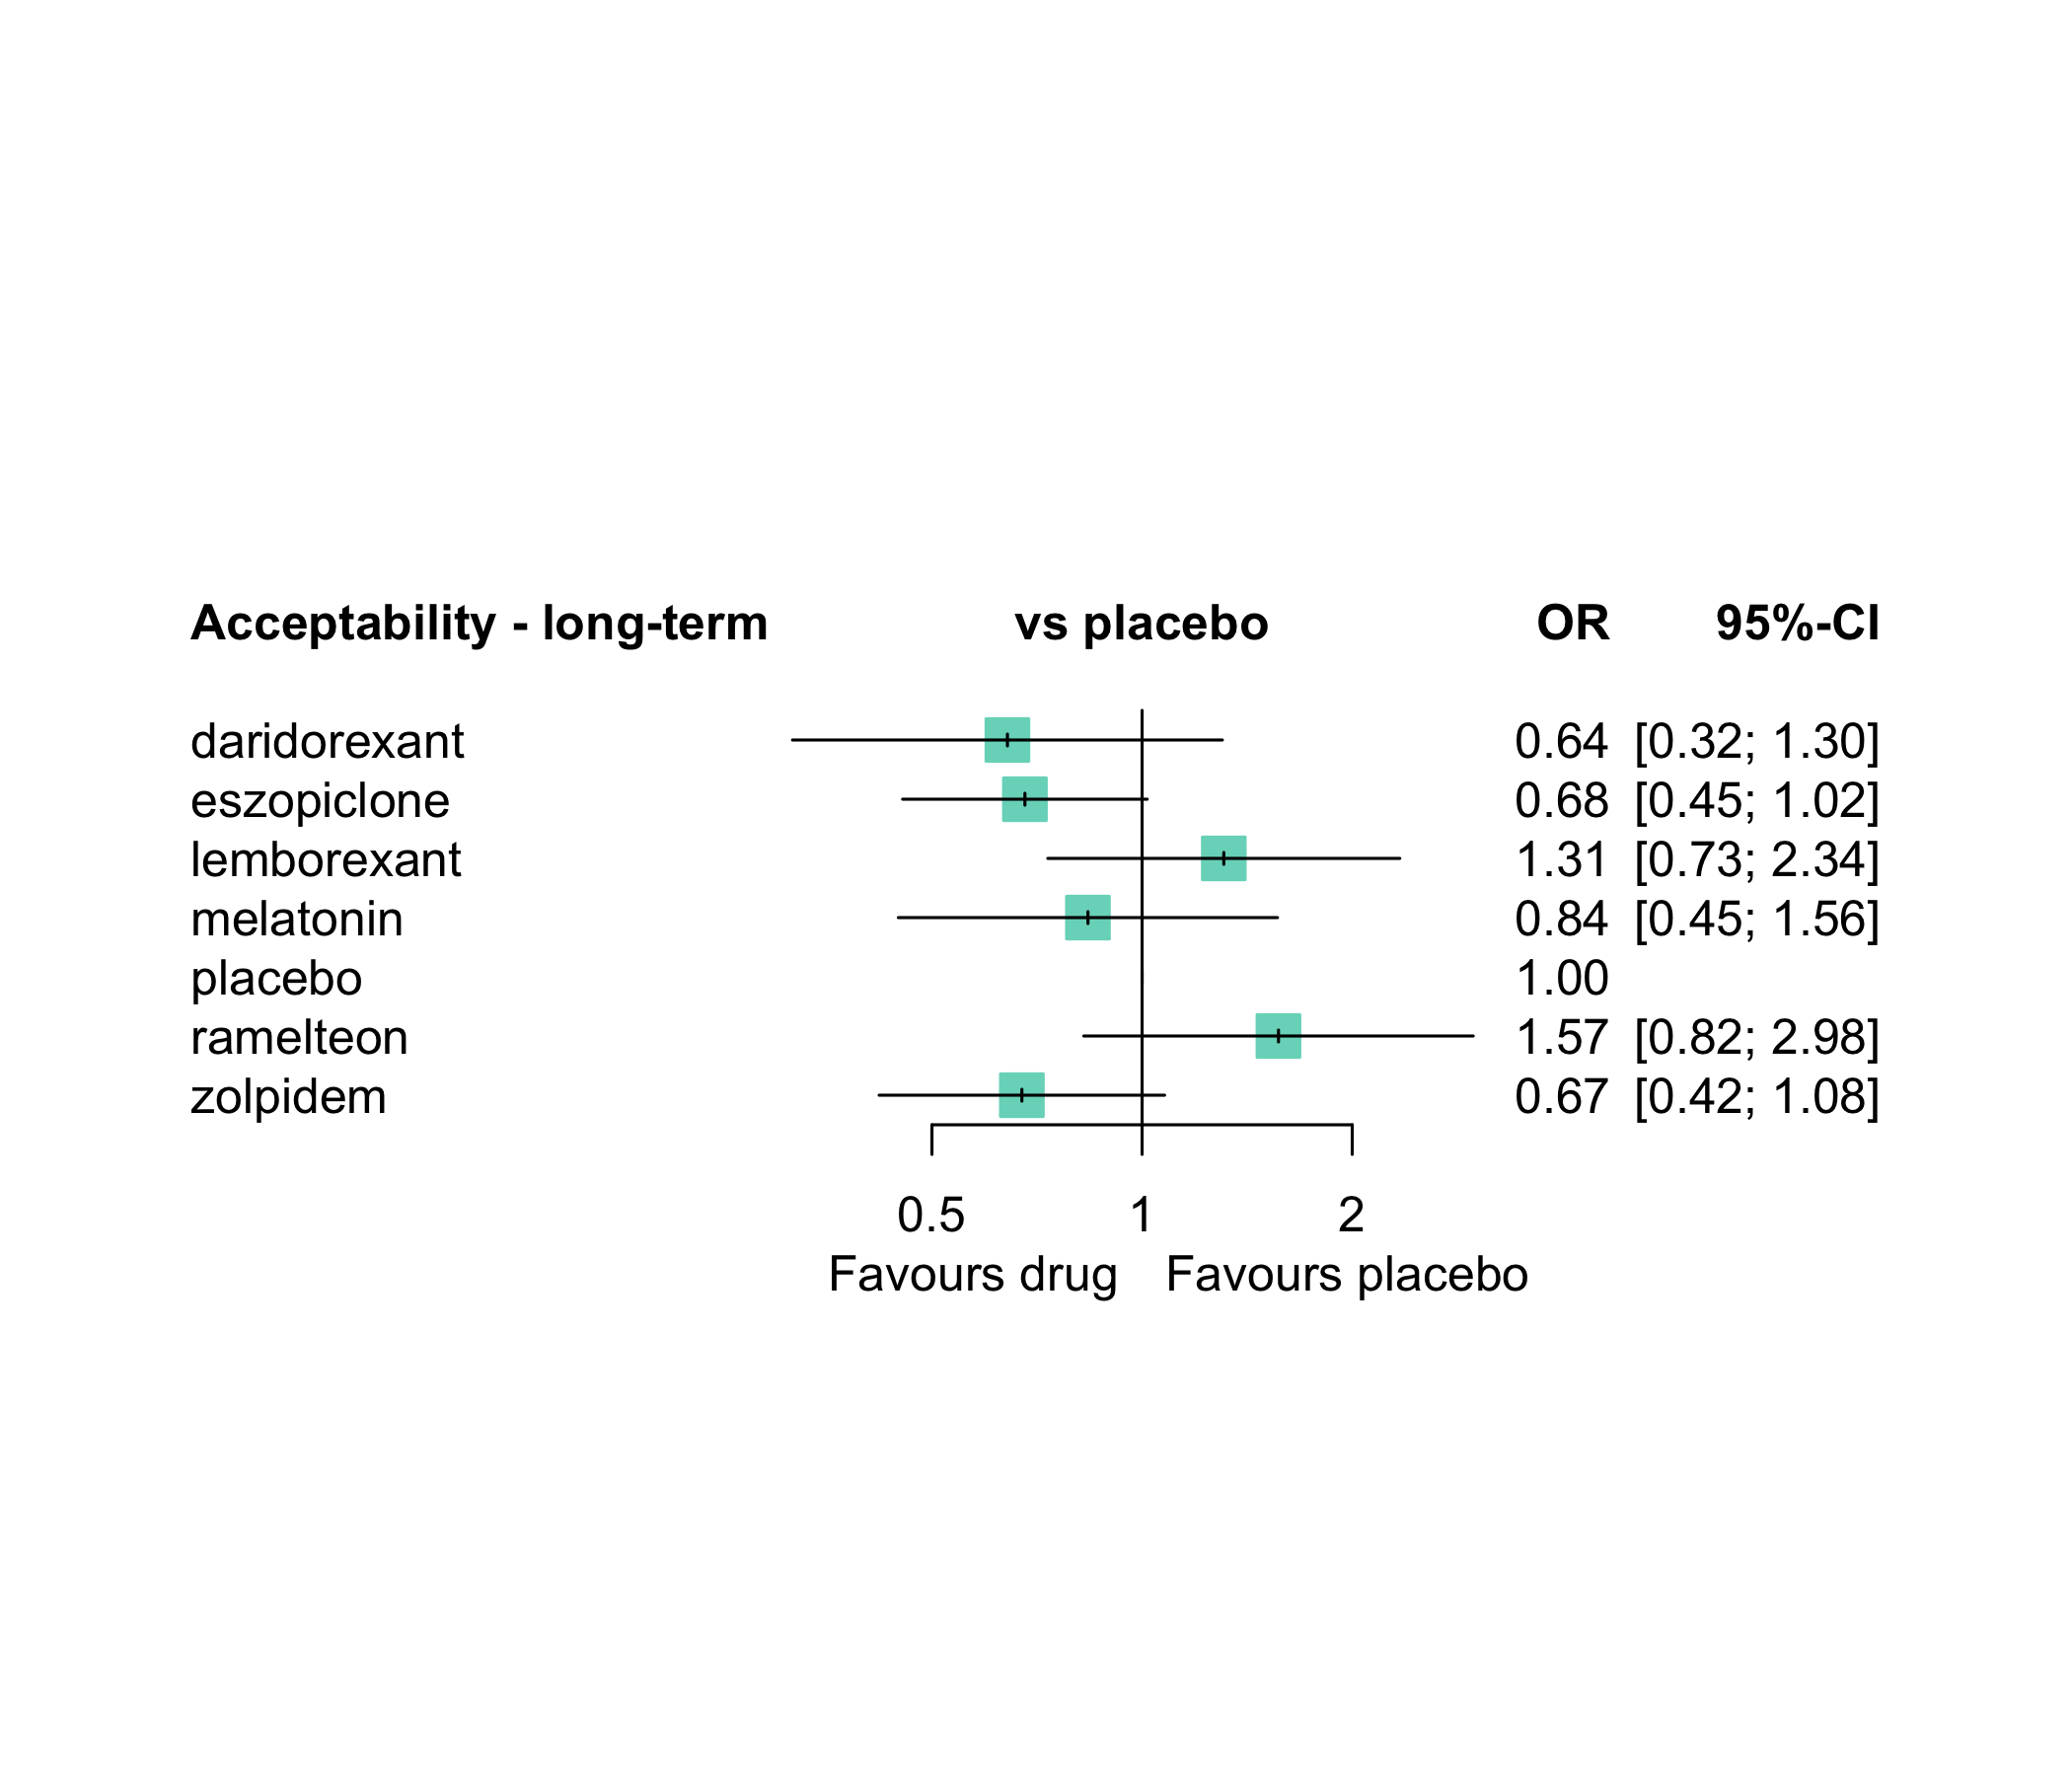 Acceptability - long-term vs placebo OR 95%-CI
daridorexant 0.64 [0.32; 1.30]
eszopiclone 0.68 [0.45; 1.02]
lemborexant 1.31 [0.73; 2.34]
melatonin 0.84 [0.45; 1.56]
placebo 1.00
ramelteon 1.57 [0.82; 2.98]
zolpidem 0.67 [0.42; 1.08]
0.5 1 2
Favours drug Favours placebo